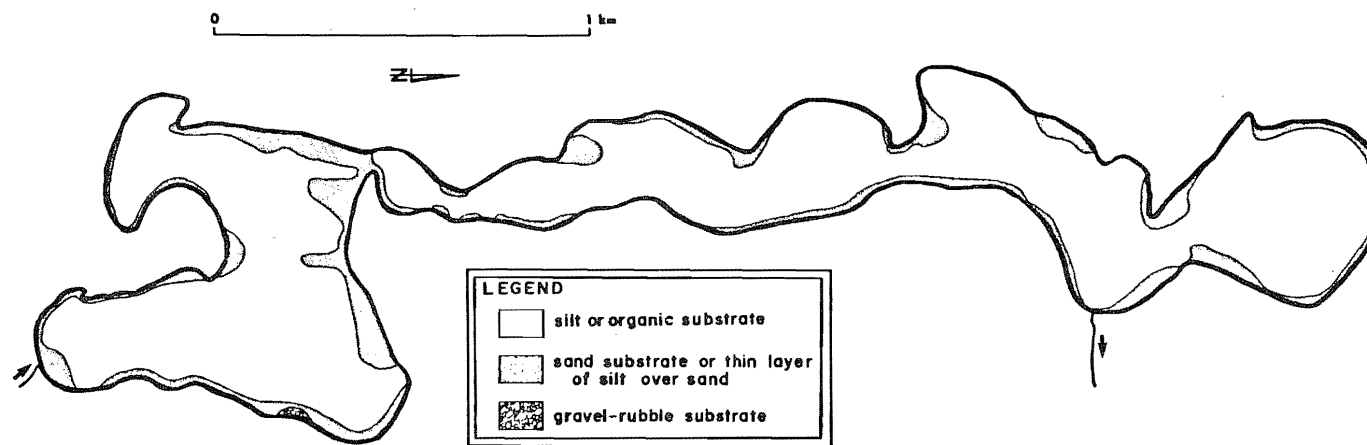 0 1 km
N
LEGEND
silt or organic substrate
sand substrate or thin layer
of silt over sand
gravel-rubble substrate